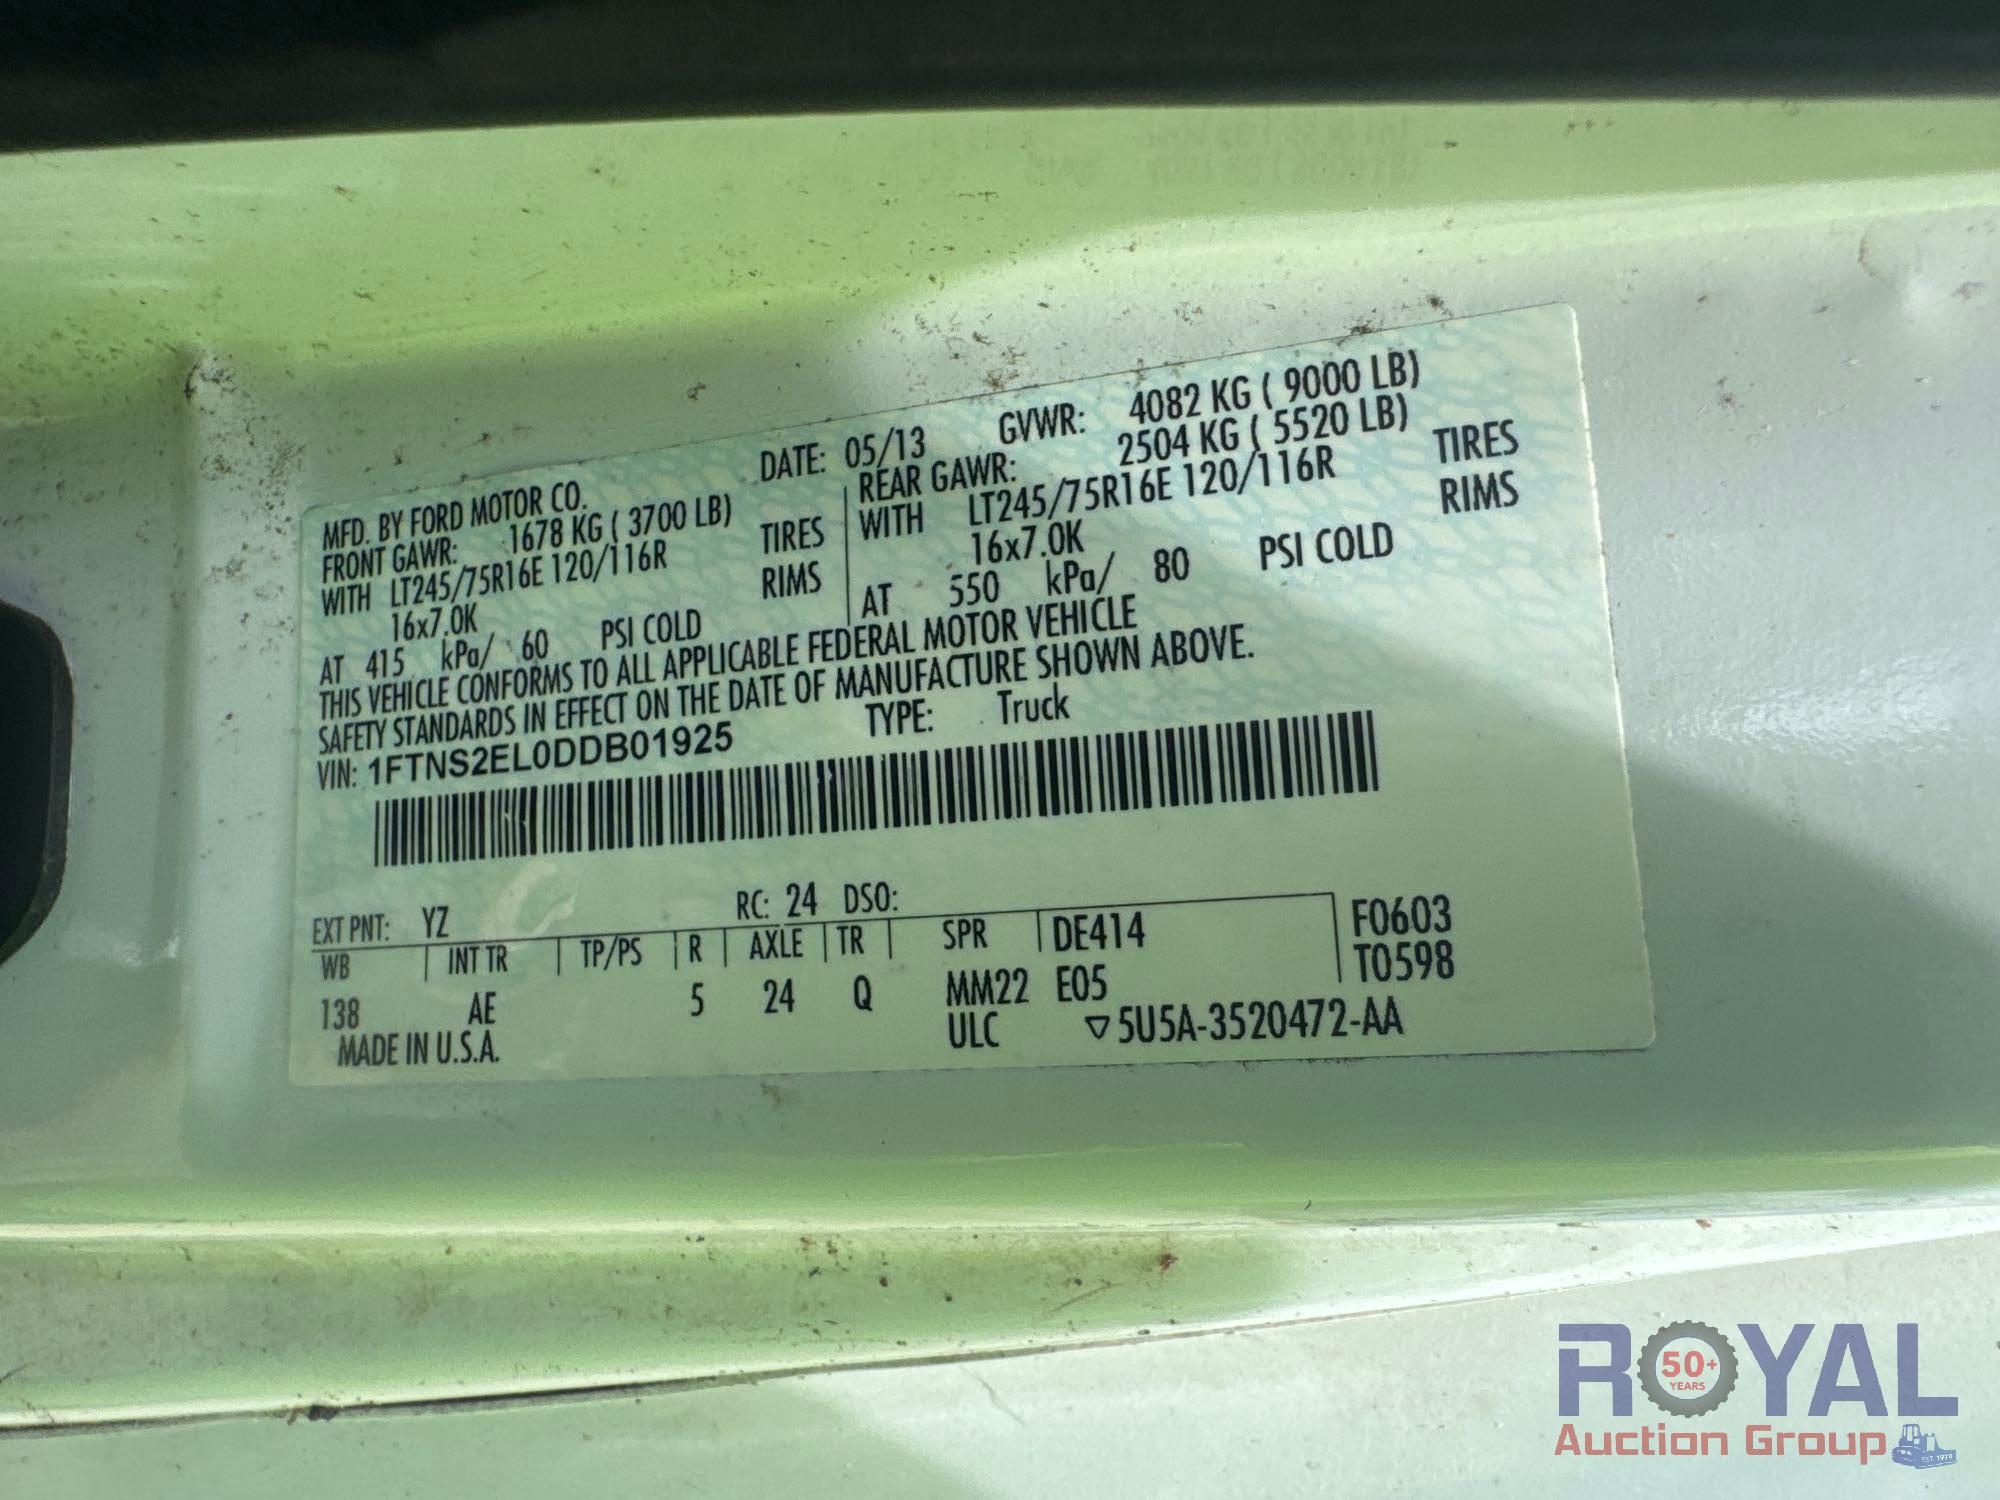 MFD. BY FORD MOTOR CO.
DATE: 05/13
GVWR: 4082 KG ( 9000 LB)
FRONT GAWR: 1678 KG ( 3700 LB)
REAR GAWR: 2504 KG ( 5520 LB)
WITH LT245/75R16E 120/116R TIRES
WITH LT245/75R16E 120/116R TIRES
16x7.0K RIMS
16x7.0K RIMS
AT 415 kPa/ 60 PSI COLD
AT 550 kPa/ 80 PSI COLD
THIS VEHICLE CONFORMS TO ALL APPLICABLE FEDERAL MOTOR VEHICLE
SAFETY STANDARDS IN EFFECT ON THE DATE OF MANUFACTURE SHOWN ABOVE.
VIN: 1FTNS2EL0DDB01925
TYPE: Truck
EXT PNT: YZ RC: 24 DSO:
WB INT TR TP/PS R AXLE TR SPR DE414 F0603
138 AE 5 24 Q MM22 E05 T0598
MADE IN U.S.A. ULC ▽5U5A-3520472-AA
ROYAL
50+
YEARS
Auction Group
EST. 1970